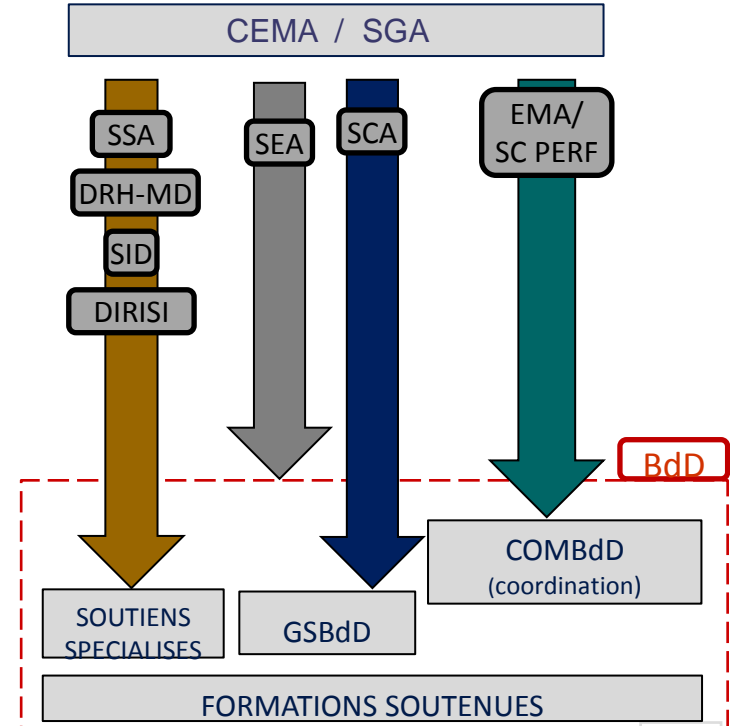 CEMA / SGA
SSA
DRH-MD
SID
DIRISI
SEA
SCA
EMA/
SC PERF
BdD
COMBdD
(coordination)
SOUTIENS
SPECIALISES
GSBdD
FORMATIONS SOUTENUES